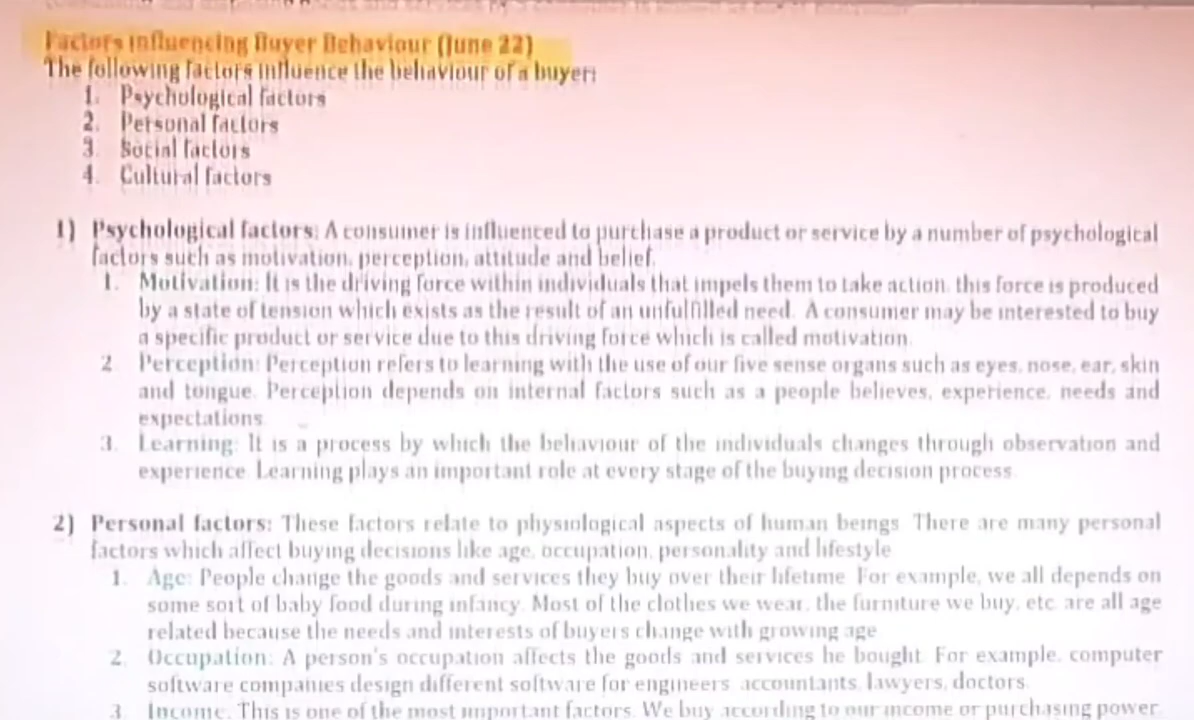 Factors influencing Buyer Behaviour (June 22)
The following factors influence the behaviour of a buyer:
1. Psychological factors
2. Personal factors
3. Social factors
4. Cultural factors
1) Psychological factors: A consumer is influenced to purchase a product or service by a number of psychological
factors such as motivation, perception, attitude and belief.
1. Motivation: It is the driving force within individuals that impels them to take action. this force is produced
by a state of tension which exists as the result of an unfulfilled need. A consumer may be interested to buy
a specific product or service due to this driving force which is called motivation.
2. Perception: Perception refers to learning with the use of our five sense organs such as eyes, nose, ear, skin
and tongue. Perception depends on internal factors such as a people believes, experience, needs and
expectations.
3. Learning: It is a process by which the behaviour of the individuals changes through observation and
experience. Learning plays an important role at every stage of the buying decision process.
2) Personal factors: These factors relate to physiological aspects of human beings. There are many personal
factors which affect buying decisions like age, occupation, personality and lifestyle
1. Age: People change the goods and services they buy over their lifetime. For example, we all depends on
some sort of baby food during infancy. Most of the clothes we wear, the furniture we buy, etc. are all age
related because the needs and interests of buyers change with growing age
2. Occupation: A person's occupation affects the goods and services he bought. For example, computer
software companies design different software for engineers, accountants, lawyers, doctors.
3. Income: This is one of the most important factors. We buy according to our income or purchasing power.